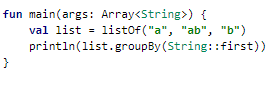 fun main(args: Array<String>) {
    val list = listOf("a", "ab", "b")
    println(list.groupBy(String::first))
}